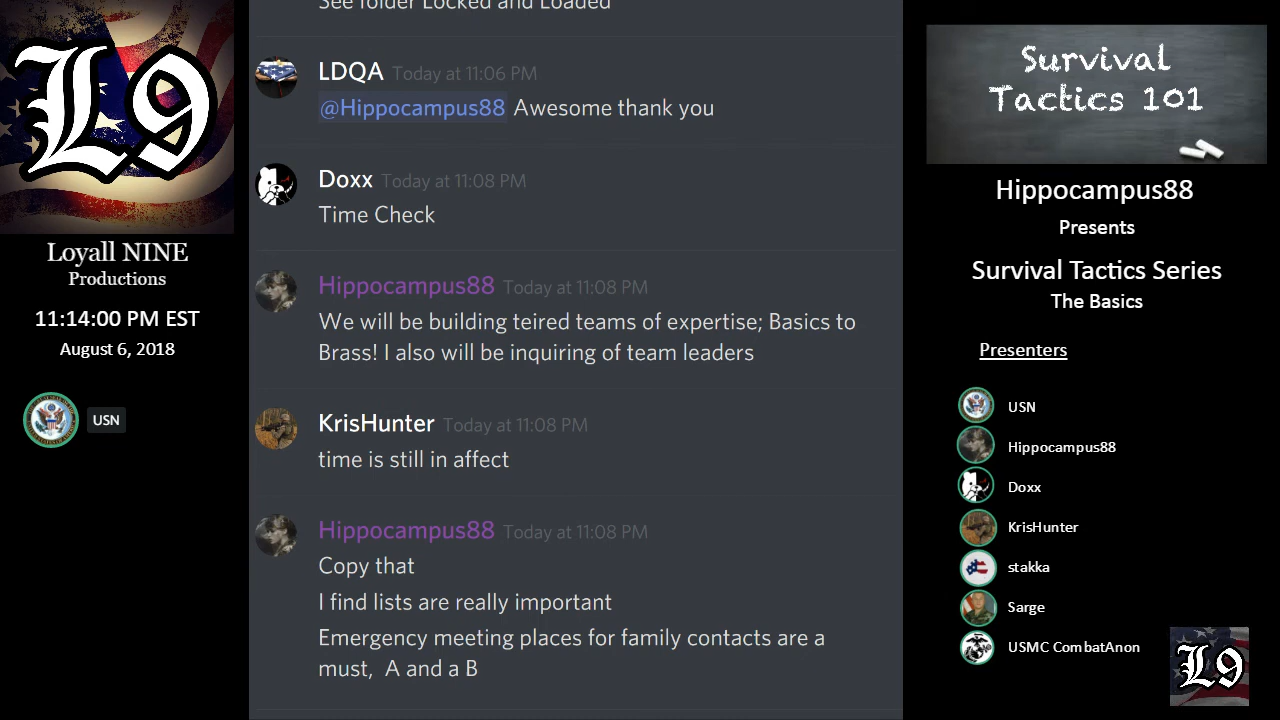 L9
Loyall NINE
Productions
11:14:00 PM EST
August 6, 2018
USN
See folder Locked and Loaded
LDQA Today at 11:06 PM
@Hippocampus88 Awesome thank you
Doxx Today at 11:08 PM
Time Check
Hippocampus88 Today at 11:08 PM
We will be building teired teams of expertise; Basics to
Brass! I also will be inquiring of team leaders
KrisHunter Today at 11:08 PM
time is still in affect
Hippocampus88 Today at 11:08 PM
Copy that
I find lists are really important
Emergency meeting places for family contacts are a
must, A and a B
Survival
Tactics 101
Hippocampus88
Presents
Survival Tactics Series
The Basics
Presenters
USN
Hippocampus88
Doxx
KrisHunter
stakka
Sarge
USMC CombatAnon
L9